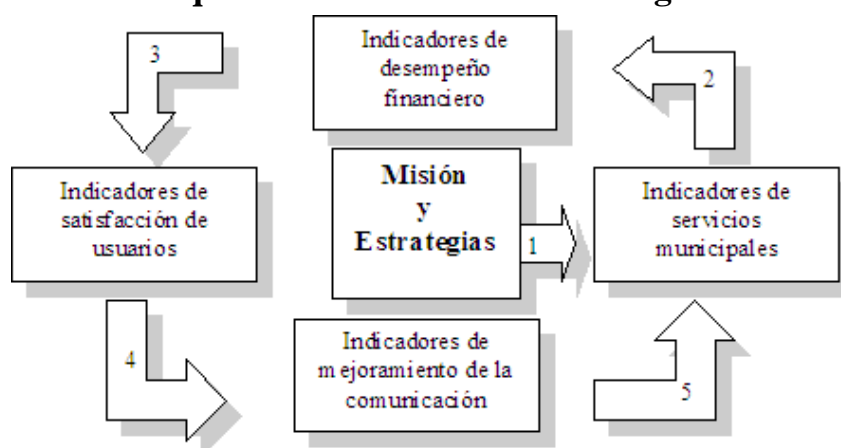 3
Indicadores de
desempeño
financiero
2
Indicadores de
satisfacción de
usuarios
Misión
y
Estrategias
1
Indicadores de
servicios
municipales
4
Indicadores de
mejoramiento de la
comunicación
5